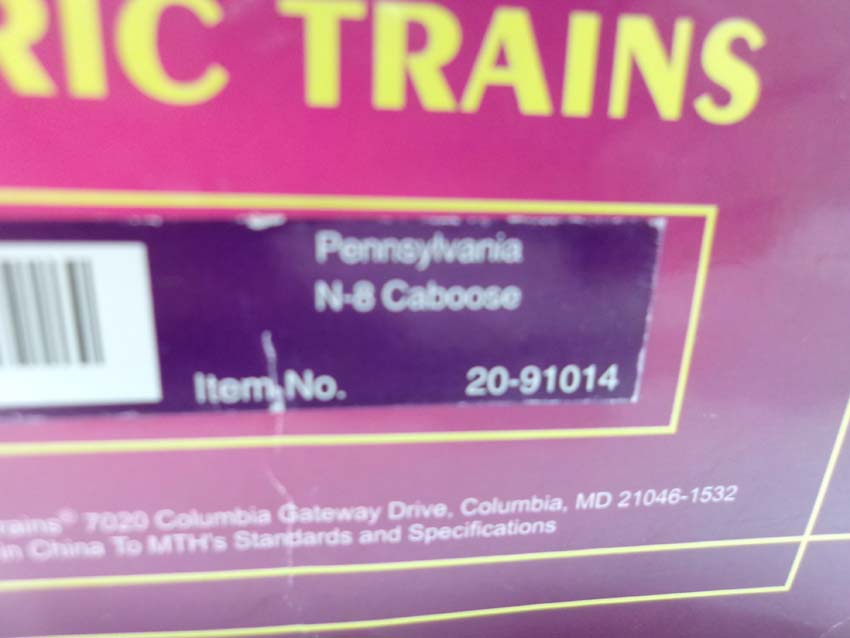 RIC TRAINS
Pennsylvania
N-8 Caboose
Item No. 20-91014
rains® 7020 Columbia Gateway Drive, Columbia, MD 21046-1532
in China To MTH's Standards and Specifications